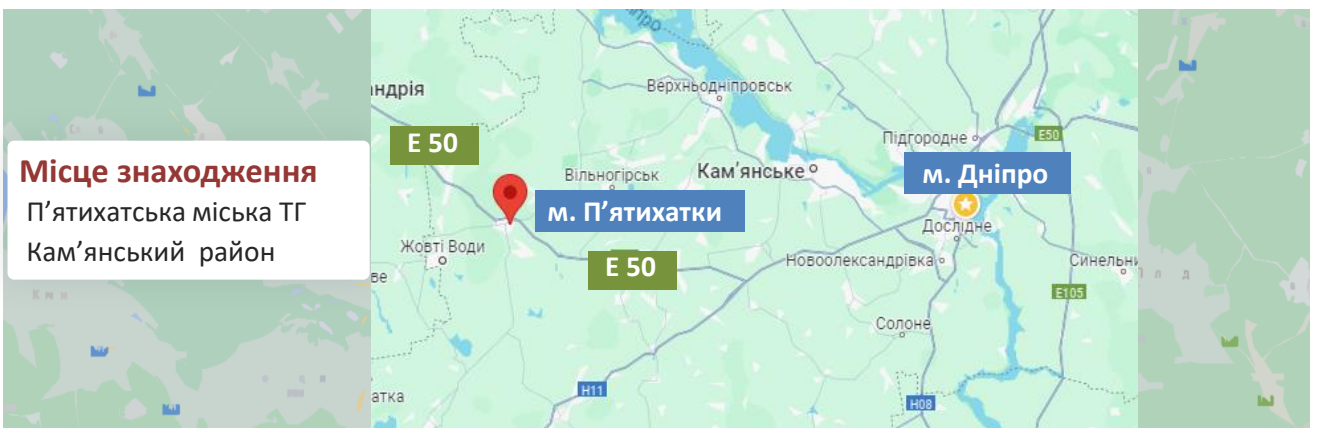 Місце знаходження
П’ятихатська міська ТГ
Кам’янський район
Дніпро
ндрія
Верхньодніпровськ
E 50
Підгородне
E50
Вільногірськ
Кам’янське
м. Дніпро
м. П’ятихатки
Дослідне
Жовті Води
E 50
Новоолександрівка
Синельн
ве
E105
Солоне
H11
атка
H08